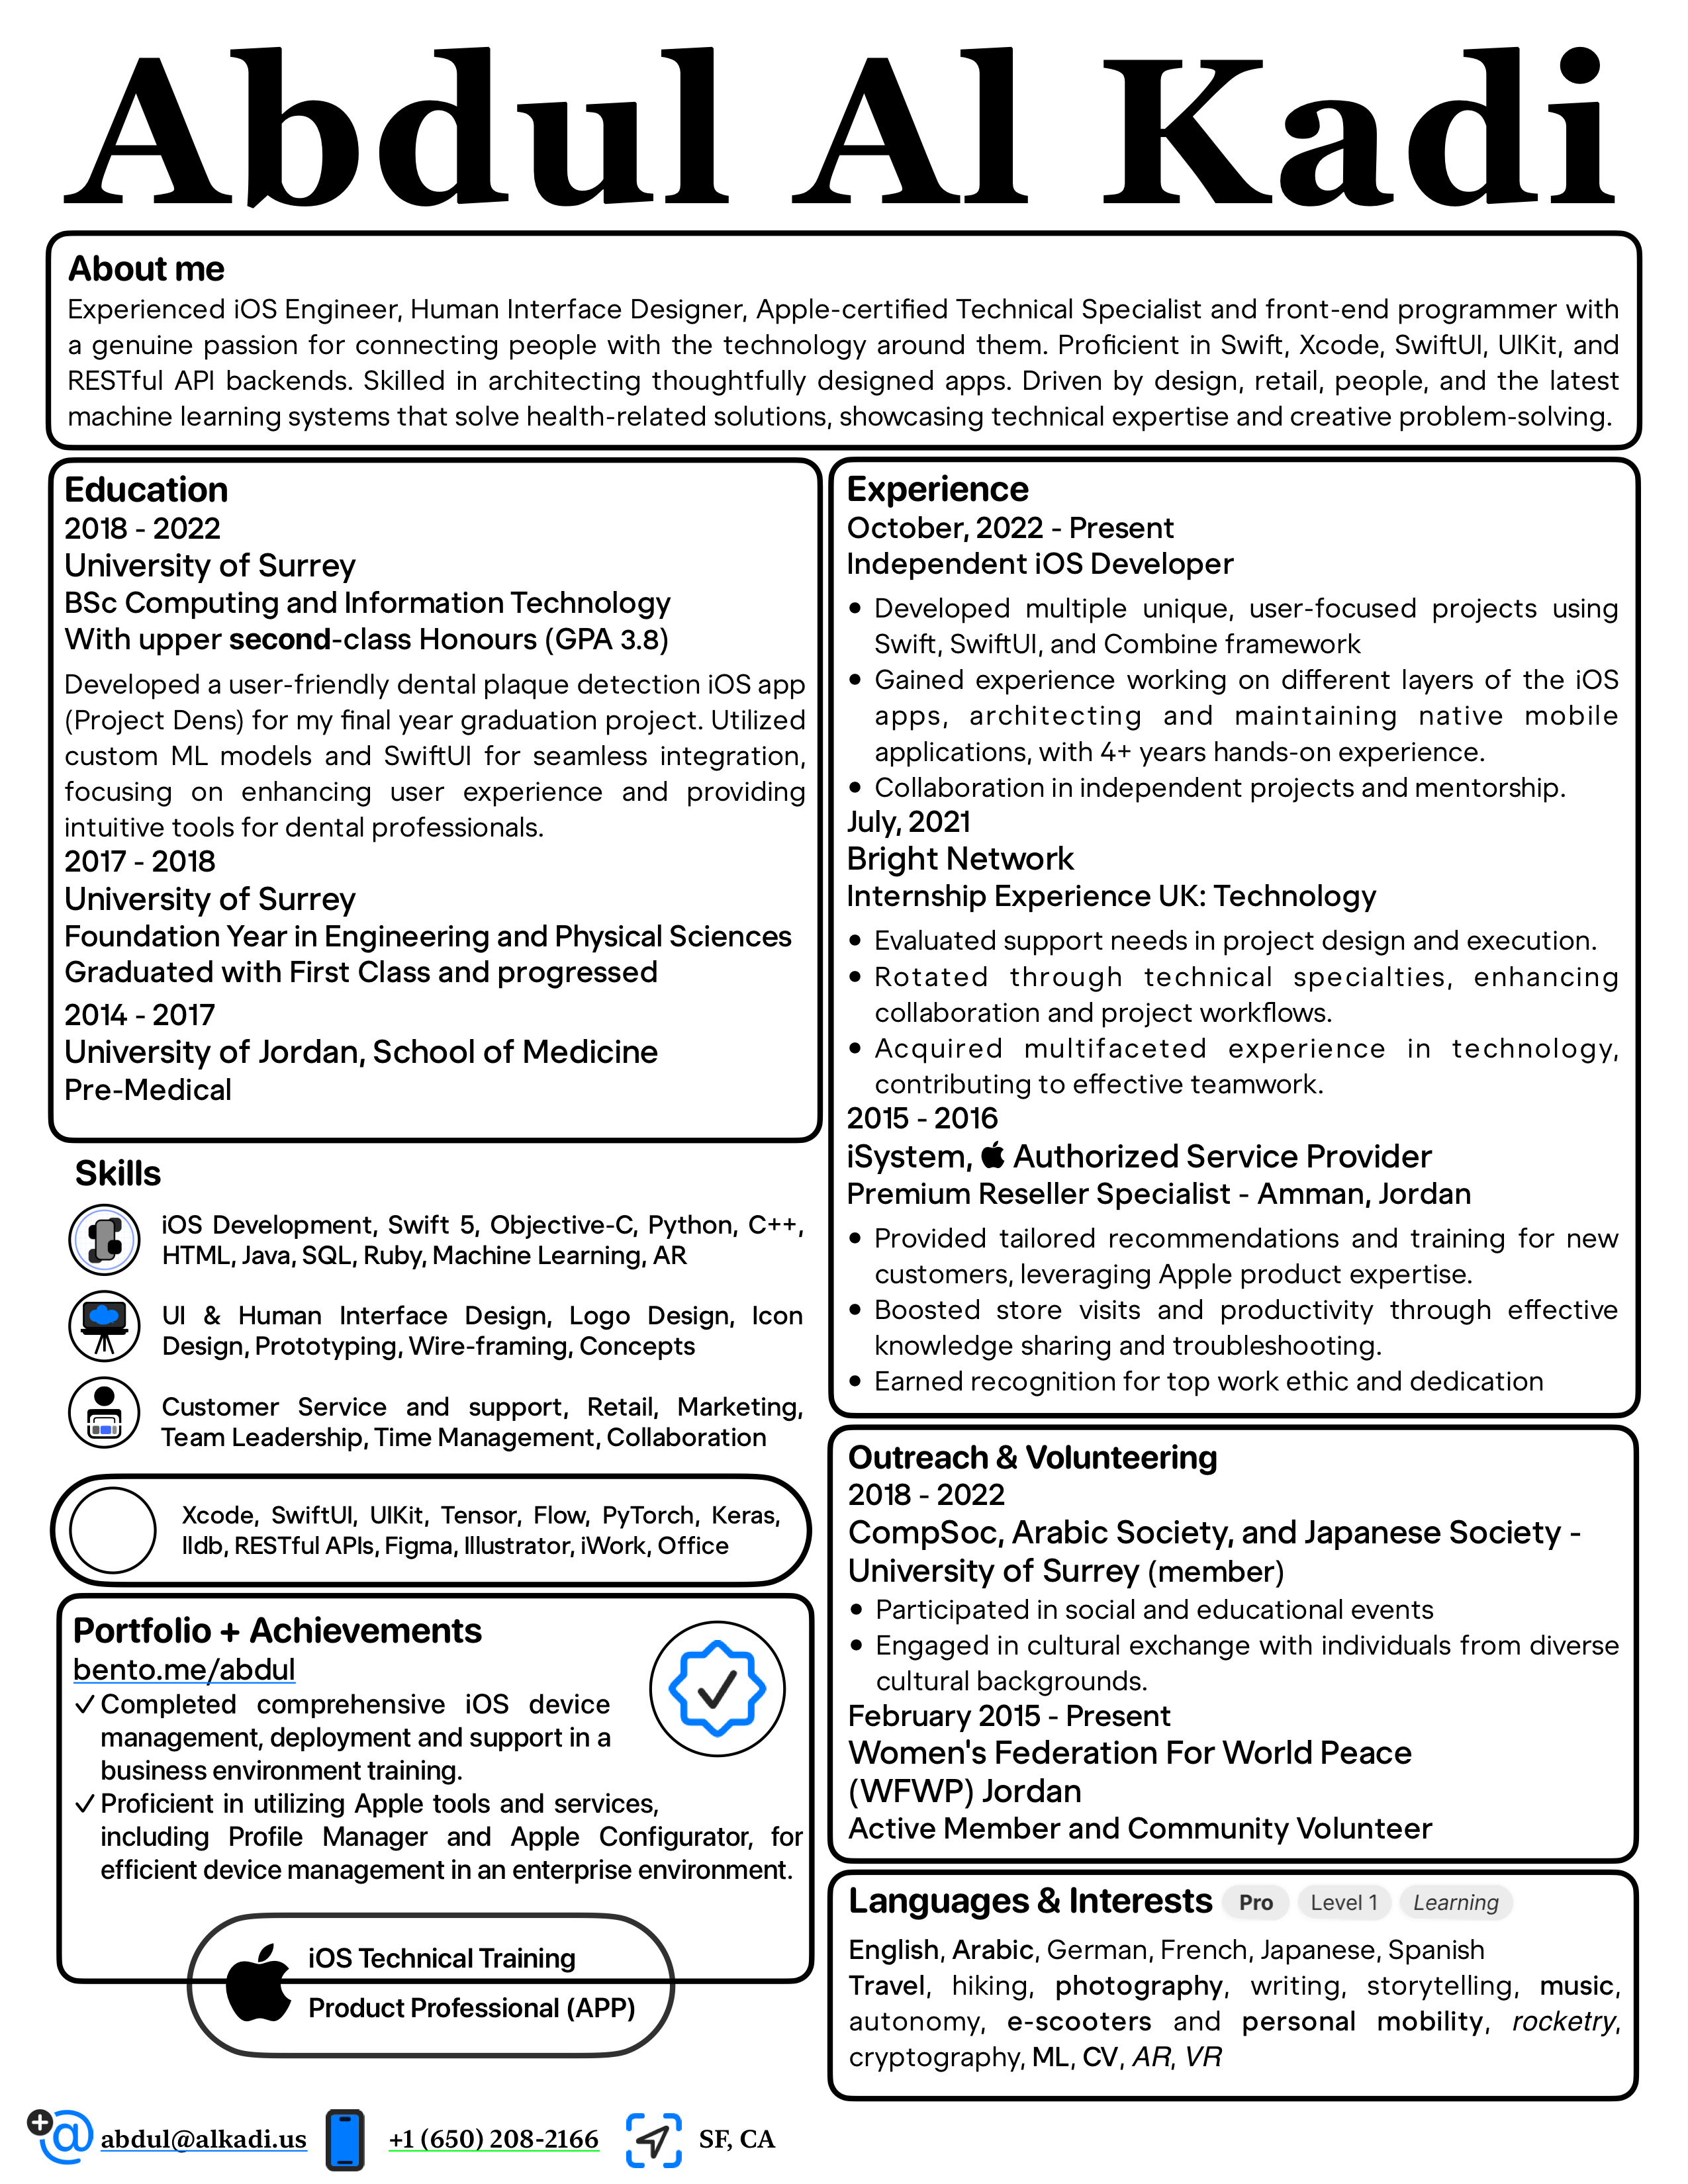 Abdul Al Kadi
About me
Experienced iOS Engineer, Human Interface Designer, Apple-certified Technical Specialist and front-end programmer with
a genuine passion for connecting people with the technology around them. Proficient in Swift, Xcode, SwiftUI, UIKit, and
RESTful API backends. Skilled in architecting thoughtfully designed apps. Driven by design, retail, people, and the latest
machine learning systems that solve health-related solutions, showcasing technical expertise and creative problem-solving.
Education
2018 - 2022
University of Surrey
BSc Computing and Information Technology
With upper second-class Honours (GPA 3.8)
Developed a user-friendly dental plaque detection iOS app
(Project Dens) for my final year graduation project. Utilized
custom ML models and SwiftUI for seamless integration,
focusing on enhancing user experience and providing
intuitive tools for dental professionals.
2017 - 2018
University of Surrey
Foundation Year in Engineering and Physical Sciences
Graduated with First Class and progressed
2014 - 2017
University of Jordan, School of Medicine
Pre-Medical
Skills
iOS Development, Swift 5, Objective-C, Python, C++,
HTML, Java, SQL, Ruby, Machine Learning, AR
UI & Human Interface Design, Logo Design, Icon
Design, Prototyping, Wire-framing, Concepts
Customer Service and support, Retail, Marketing,
Team Leadership, Time Management, Collaboration
Xcode, SwiftUI, UIKit, Tensor, Flow, PyTorch, Keras,
lldb, RESTful APIs, Figma, Illustrator, iWork, Office
Portfolio + Achievements
bento.me/abdul
✓ Completed comprehensive iOS device
management, deployment and support in a
business environment training.
✓ Proficient in utilizing Apple tools and services,
including Profile Manager and Apple Configurator, for
efficient device management in an enterprise environment.
iOS Technical Training
Product Professional (APP)
Experience
October, 2022 - Present
Independent iOS Developer
• Developed multiple unique, user-focused projects using
Swift, SwiftUI, and Combine framework
• Gained experience working on different layers of the iOS
apps, architecting and maintaining native mobile
applications, with 4+ years hands-on experience.
• Collaboration in independent projects and mentorship.
July, 2021
Bright Network
Internship Experience UK: Technology
• Evaluated support needs in project design and execution.
• Rotated through technical specialties, enhancing
collaboration and project workflows.
• Acquired multifaceted experience in technology,
contributing to effective teamwork.
2015 - 2016
iSystem, Authorized Service Provider
Premium Reseller Specialist - Amman, Jordan
• Provided tailored recommendations and training for new
customers, leveraging Apple product expertise.
• Boosted store visits and productivity through effective
knowledge sharing and troubleshooting.
• Earned recognition for top work ethic and dedication
Outreach & Volunteering
2018 - 2022
CompSoc, Arabic Society, and Japanese Society -
University of Surrey (member)
• Participated in social and educational events
• Engaged in cultural exchange with individuals from diverse
cultural backgrounds.
February 2015 - Present
Women's Federation For World Peace
(WFWP) Jordan
Active Member and Community Volunteer
Languages & Interests Pro Level 1 Learning
English, Arabic, German, French, Japanese, Spanish
Travel, hiking, photography, writing, storytelling, music,
autonomy, e-scooters and personal mobility, rocketry,
cryptography, ML, CV, AR, VR
abdul@alkadi.us +1 (650) 208-2166 SF, CA